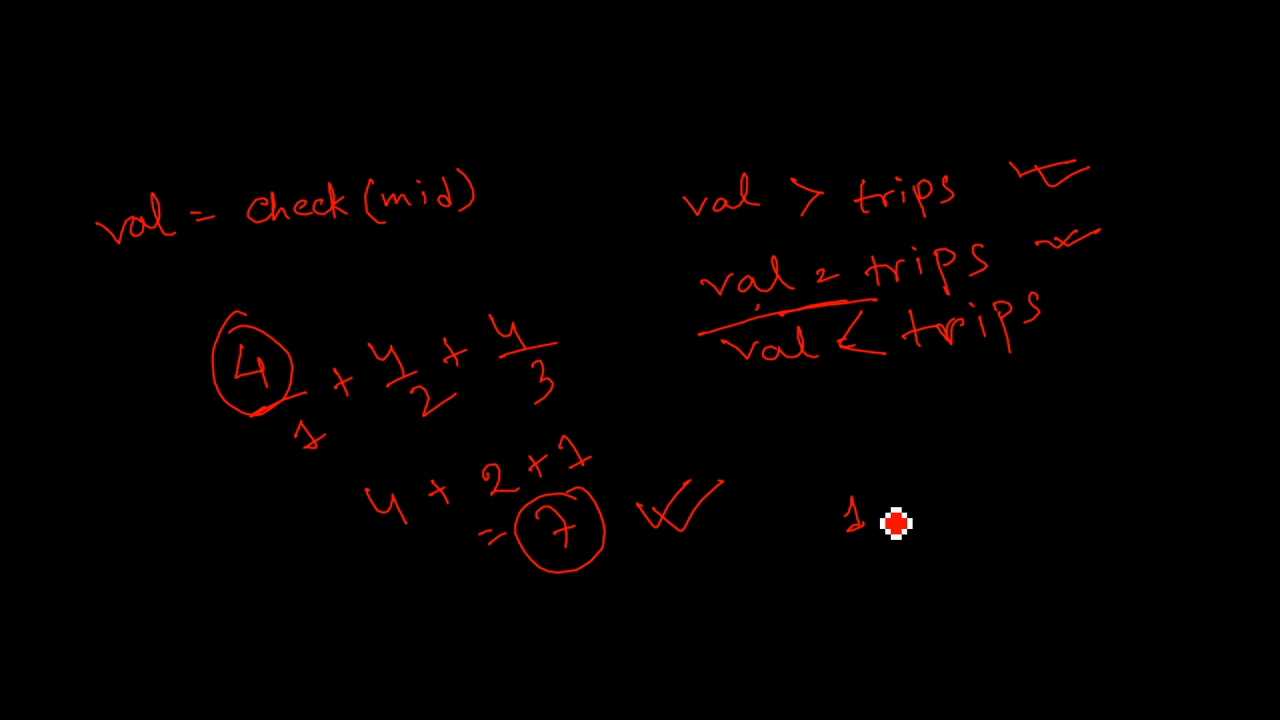 val = check(mid)
val > trips
val = trips
val < trips
4/1 + 4/2 + 4/3
4 + 2 + 1
= 7
1